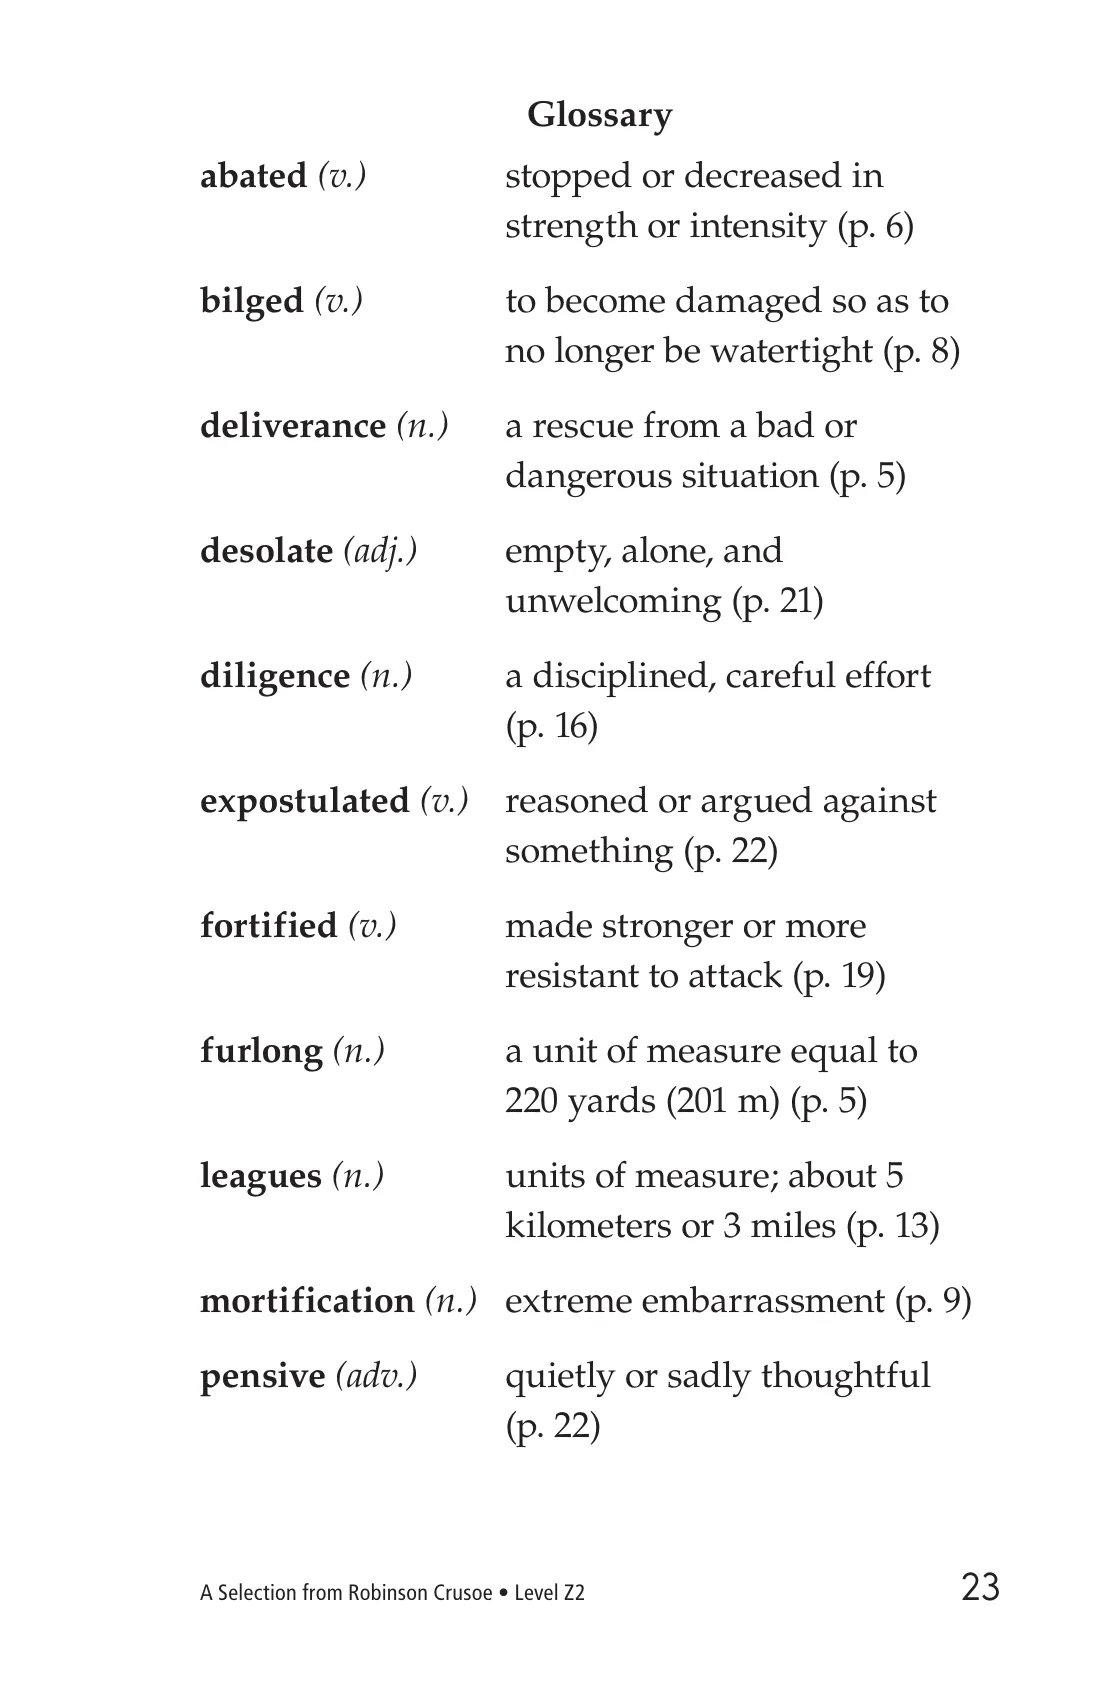 Glossary
abated (v.) stopped or decreased in
strength or intensity (p. 6)
bilged (v.) to become damaged so as to
no longer be watertight (p. 8)
deliverance (n.) a rescue from a bad or
dangerous situation (p. 5)
desolate (adj.) empty, alone, and
unwelcoming (p. 21)
diligence (n.) a disciplined, careful effort
(p. 16)
expostulated (v.) reasoned or argued against
something (p. 22)
fortified (v.) made stronger or more
resistant to attack (p. 19)
furlong (n.) a unit of measure equal to
220 yards (201 m) (p. 5)
leagues (n.) units of measure; about 5
kilometers or 3 miles (p. 13)
mortification (n.) extreme embarrassment (p. 9)
pensive (adv.) quietly or sadly thoughtful
(p. 22)
A Selection from Robinson Crusoe • Level Z2 23